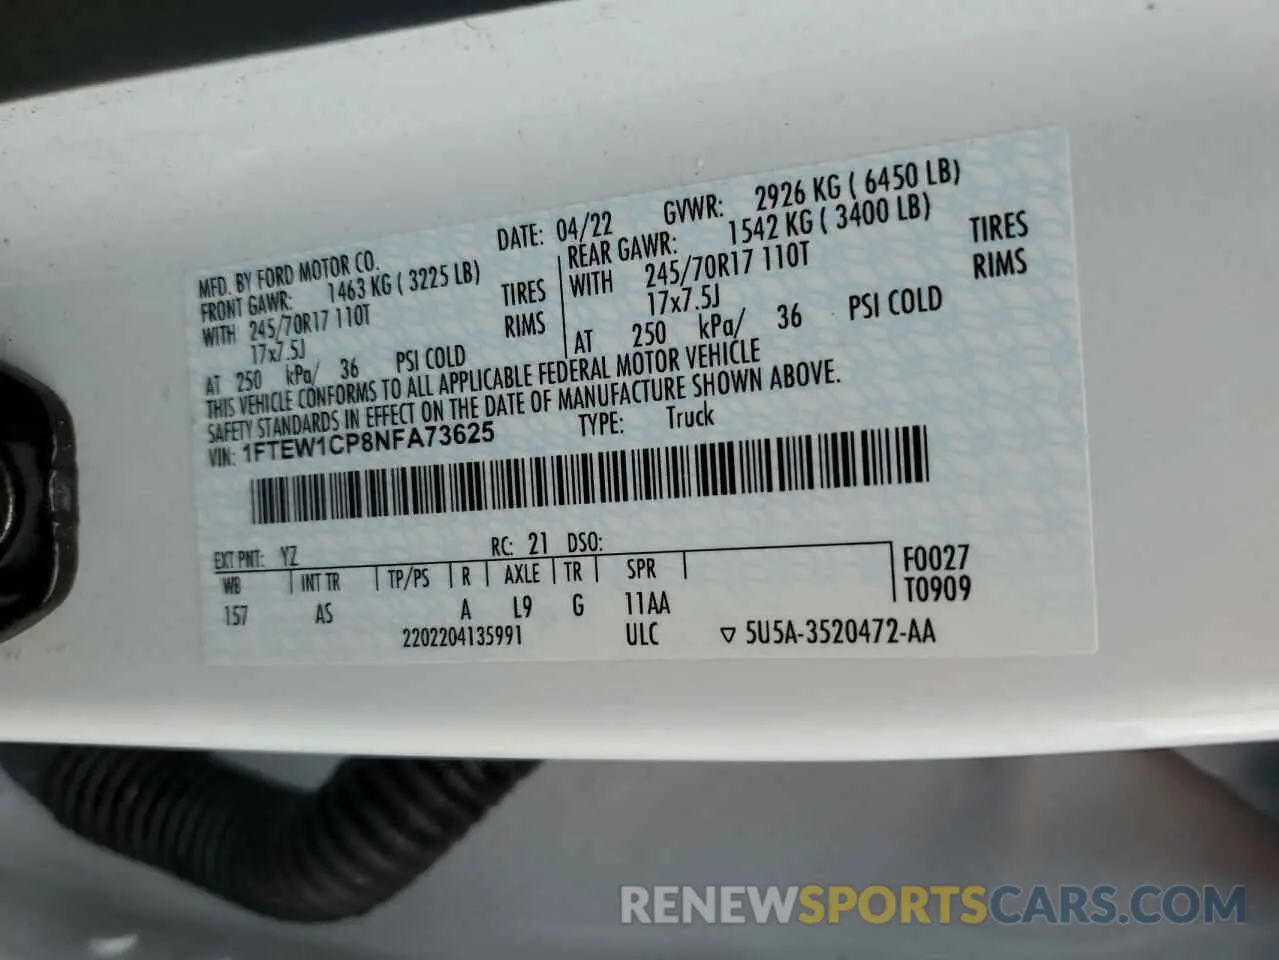 MFD. BY FORD MOTOR CO.
DATE: 04/22
GVWR: 2926 KG ( 6450 LB)
FRONT GAWR: 1463 KG ( 3225 LB)
REAR GAWR: 1542 KG ( 3400 LB)
WITH 245/70R17 110T TIRES
WITH 245/70R17 110T TIRES
17x7.5J RIMS
17x7.5J RIMS
AT 250 kPa/ 36 PSI COLD
AT 250 kPa/ 36 PSI COLD
THIS VEHICLE CONFORMS TO ALL APPLICABLE FEDERAL MOTOR VEHICLE
SAFETY STANDARDS IN EFFECT ON THE DATE OF MANUFACTURE SHOWN ABOVE.
VIN: 1FTEW1CP8NFA73625
TYPE: Truck
EXT PNT: YZ RC: 21 DSO:
WB INT TR TP/PS R AXLE TR SPR F0027
157 AS A L9 G 11AA T0909
2202204135991 ULC ▽ 5U5A-3520472-AA
RENEWSPORTSCARS.COM